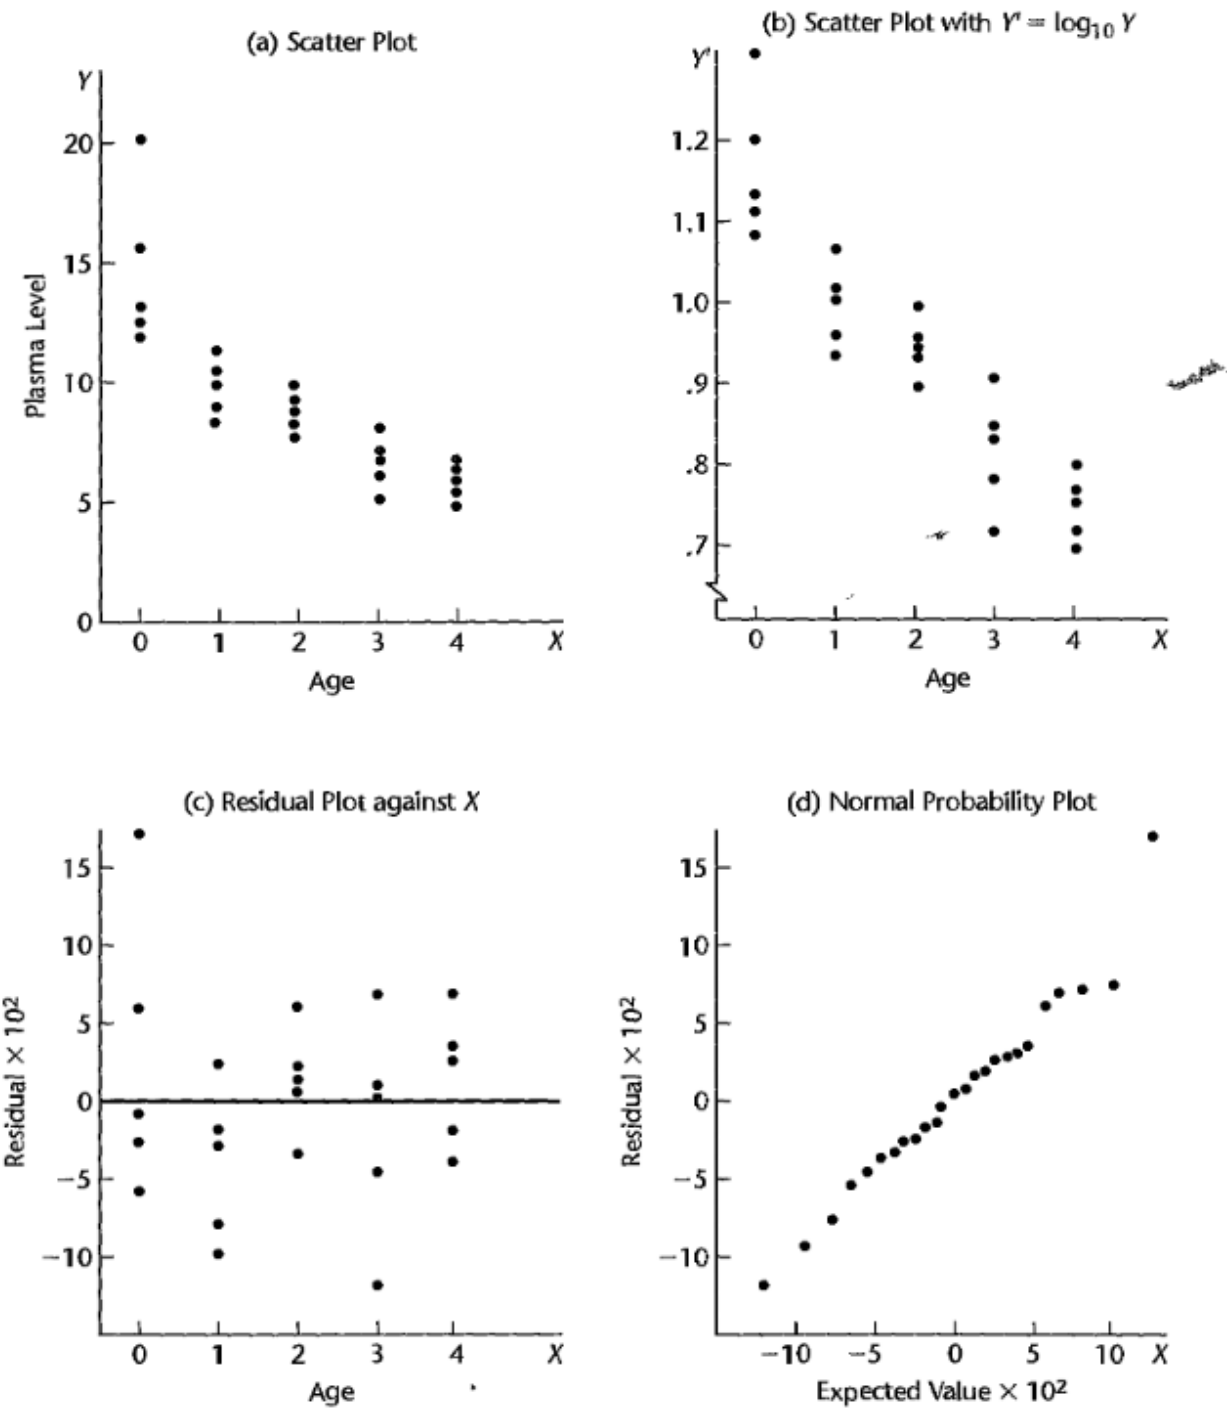 (a) Scatter Plot
Y
20
15
10
5
0
Plasma Level
0 1 2 3 4 X
Age
(b) Scatter Plot with Y' = log10 Y
Y'
1.2
1.1
1.0
.9
.8
.7
0 1 2 3 4 X
Age
(c) Residual Plot against X
15
10
5
0
−5
−10
Residual × 10²
0 1 2 3 4 X
Age
(d) Normal Probability Plot
15
10
5
0
−5
−10
Residual × 10²
−10 −5 0 5 10 X
Expected Value × 10²